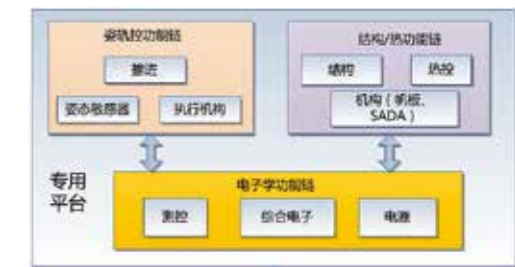 姿轨控功能链
推进
姿态敏感器
执行机构
结构/热功能链
结构
热控
机构（帆板、
SADA）
专用
平台
电子学功能链
测控
综合电子
电源